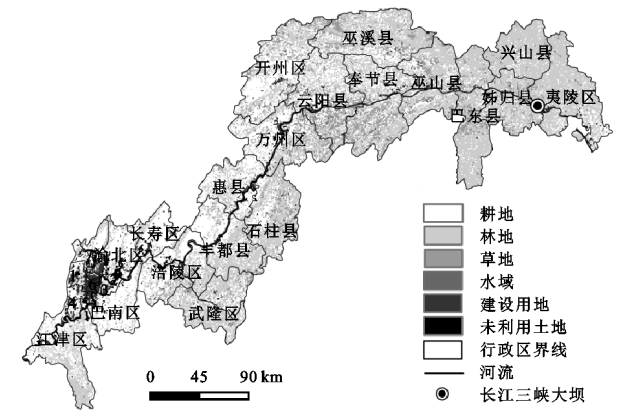 巫溪县
兴山县
开州区
奉节县
巫山县
云阳县
秭归县
夷陵区
巴东县
万州区
惠县
石柱县
长寿区
渝北区
丰都县
涪陵区
巴南区
武隆区
江津区
耕地
林地
草地
水域
建设用地
未利用土地
行政区界线
河流
长江三峡大坝
0 45 90 km